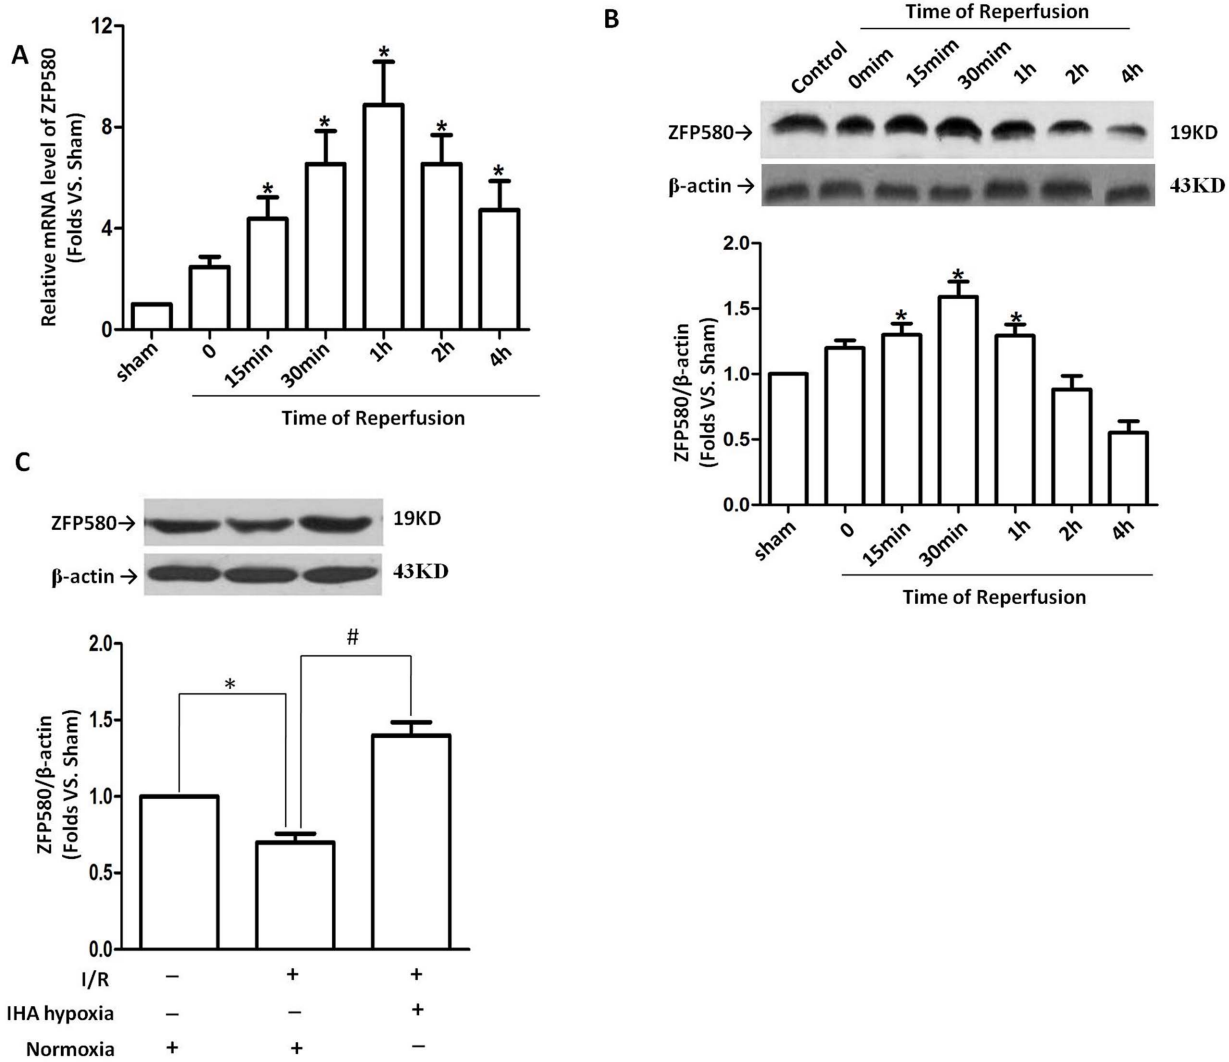 A
Relative mRNA level of ZFP580
(Folds VS. Sham)
12
8
4
0
*
*
*
*
*
sham
0
15min
30min
1h
2h
4h
Time of Reperfusion
B
Time of Reperfusion
Control
0mim
15mim
30mim
1h
2h
4h
ZFP580→
19KD
β-actin →
43KD
ZFP580/β-actin
(Folds VS. Sham)
2.0
1.5
1.0
0.5
0.0
*
*
*
sham
0
15min
30min
1h
2h
4h
Time of Reperfusion
C
ZFP580→
19KD
β-actin →
43KD
ZFP580/β-actin
(Folds VS. Sham)
2.0
1.5
1.0
0.5
0.0
*
#
I/R – + +
IHA hypoxia – – +
Normoxia + + –